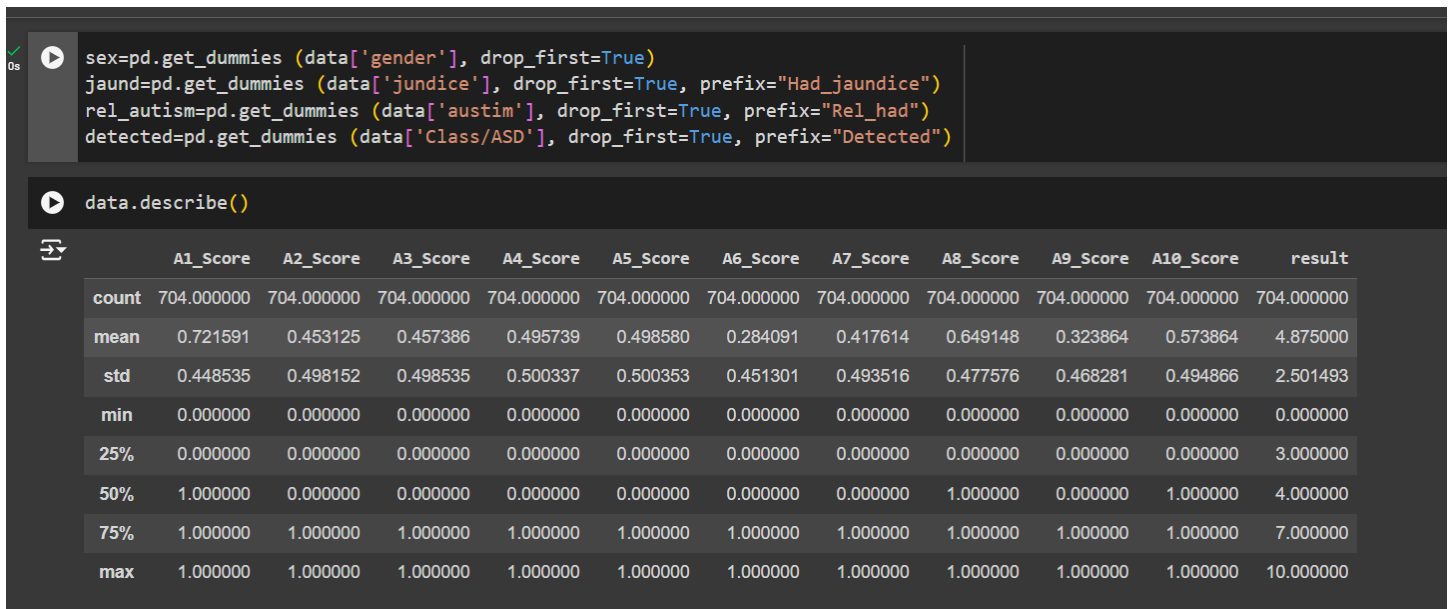 sex=pd.get_dummies (data['gender'], drop_first=True)
jaund=pd.get_dummies (data['jundice'], drop_first=True, prefix="Had_jaundice")
rel_autism=pd.get_dummies (data['austim'], drop_first=True, prefix="Rel_had")
detected=pd.get_dummies (data['Class/ASD'], drop_first=True, prefix="Detected")
0s
data.describe()
A1_Score A2_Score A3_Score A4_Score A5_Score A6_Score A7_Score A8_Score A9_Score A10_Score result
count 704.000000 704.000000 704.000000 704.000000 704.000000 704.000000 704.000000 704.000000 704.000000 704.000000 704.000000
mean 0.721591 0.453125 0.457386 0.495739 0.498580 0.284091 0.417614 0.649148 0.323864 0.573864 4.875000
std 0.448535 0.498152 0.498535 0.500337 0.500353 0.451301 0.493516 0.477576 0.468281 0.494866 2.501493
min 0.000000 0.000000 0.000000 0.000000 0.000000 0.000000 0.000000 0.000000 0.000000 0.000000 0.000000
25% 0.000000 0.000000 0.000000 0.000000 0.000000 0.000000 0.000000 0.000000 0.000000 0.000000 3.000000
50% 1.000000 0.000000 0.000000 0.000000 0.000000 0.000000 0.000000 1.000000 0.000000 1.000000 4.000000
75% 1.000000 1.000000 1.000000 1.000000 1.000000 1.000000 1.000000 1.000000 1.000000 1.000000 7.000000
max 1.000000 1.000000 1.000000 1.000000 1.000000 1.000000 1.000000 1.000000 1.000000 1.000000 10.000000